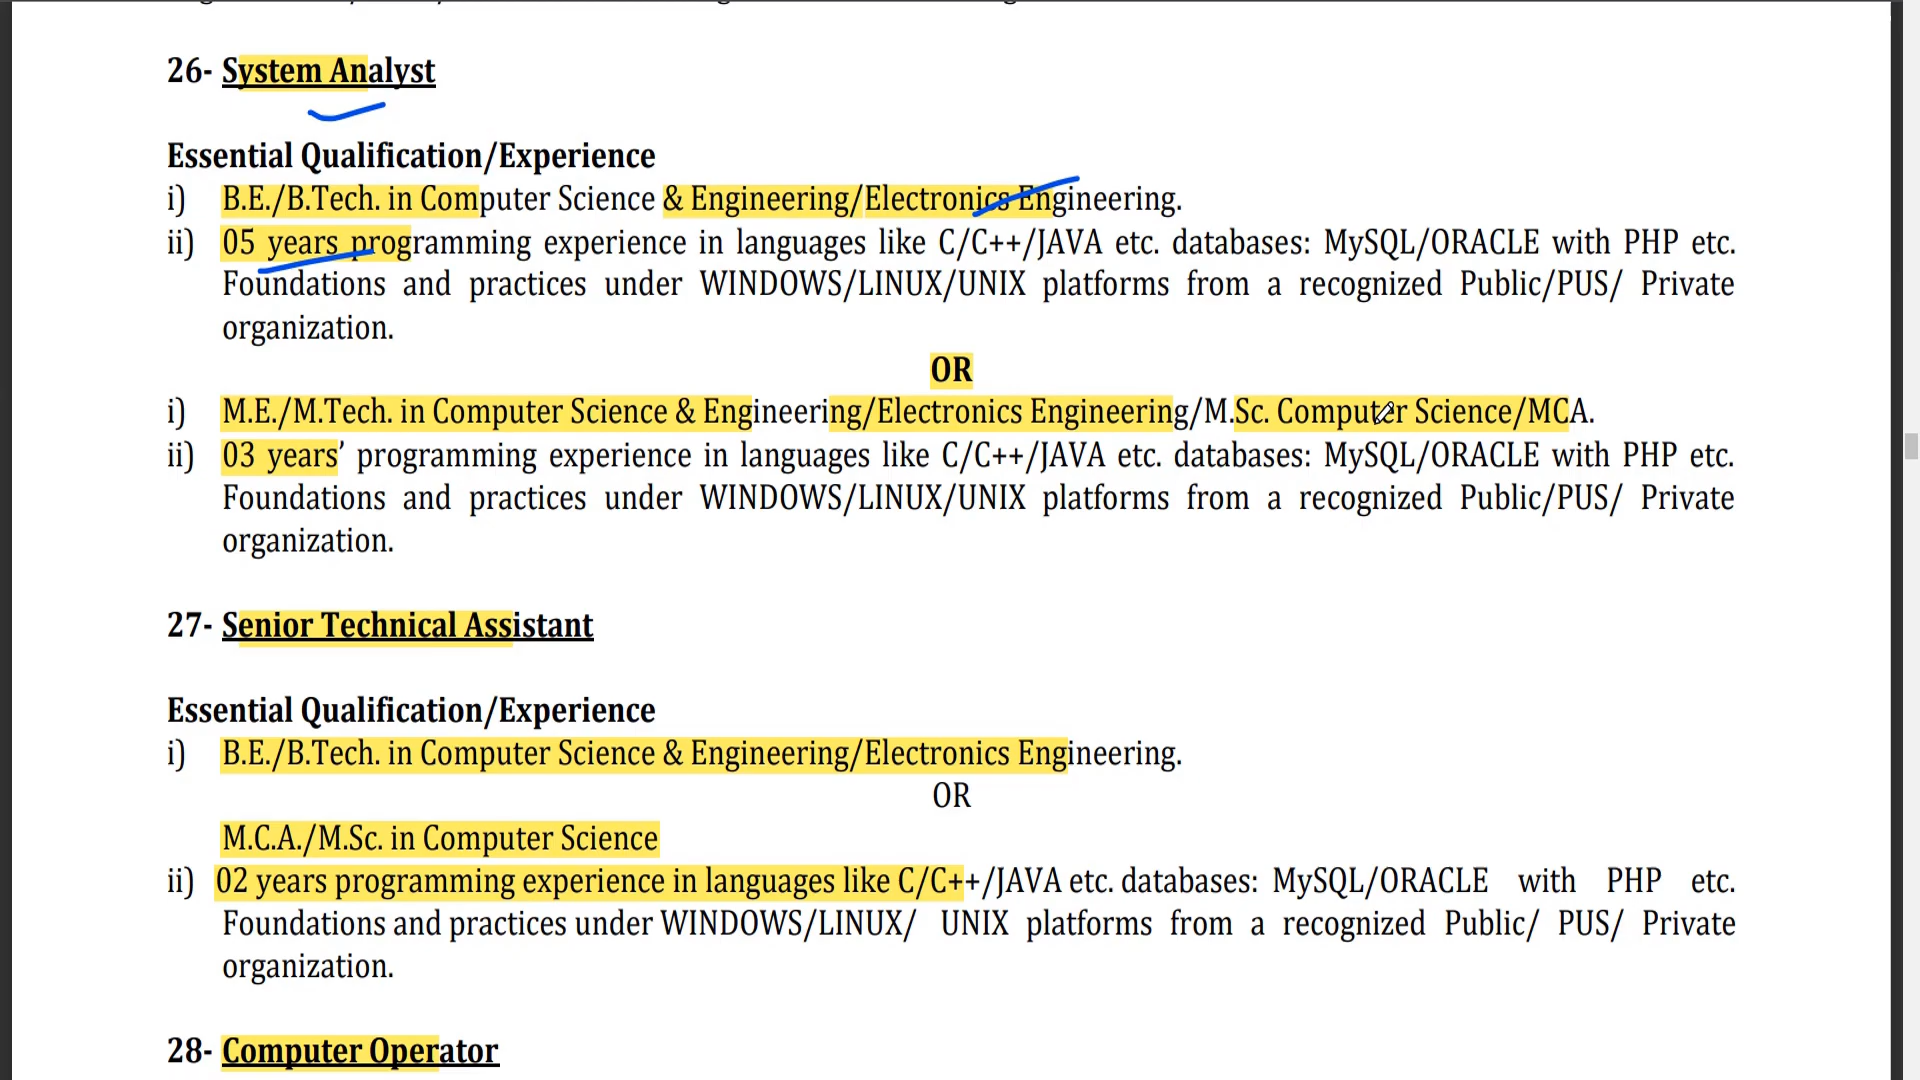 26- System Analyst
Essential Qualification/Experience
i) B.E./B.Tech. in Computer Science & Engineering/Electronics Engineering.
ii) 05 years programming experience in languages like C/C++/JAVA etc. databases: MySQL/ORACLE with PHP etc.
Foundations and practices under WINDOWS/LINUX/UNIX platforms from a recognized Public/PUS/ Private
organization.
OR
i) M.E./M.Tech. in Computer Science & Engineering/Electronics Engineering/M.Sc. Computer Science/MCA.
ii) 03 years’ programming experience in languages like C/C++/JAVA etc. databases: MySQL/ORACLE with PHP etc.
Foundations and practices under WINDOWS/LINUX/UNIX platforms from a recognized Public/PUS/ Private
organization.
27- Senior Technical Assistant
Essential Qualification/Experience
i) B.E./B.Tech. in Computer Science & Engineering/Electronics Engineering.
OR
M.C.A./M.Sc. in Computer Science
ii) 02 years programming experience in languages like C/C++/JAVA etc. databases: MySQL/ORACLE with PHP etc.
Foundations and practices under WINDOWS/LINUX/ UNIX platforms from a recognized Public/ PUS/ Private
organization.
28- Computer Operator